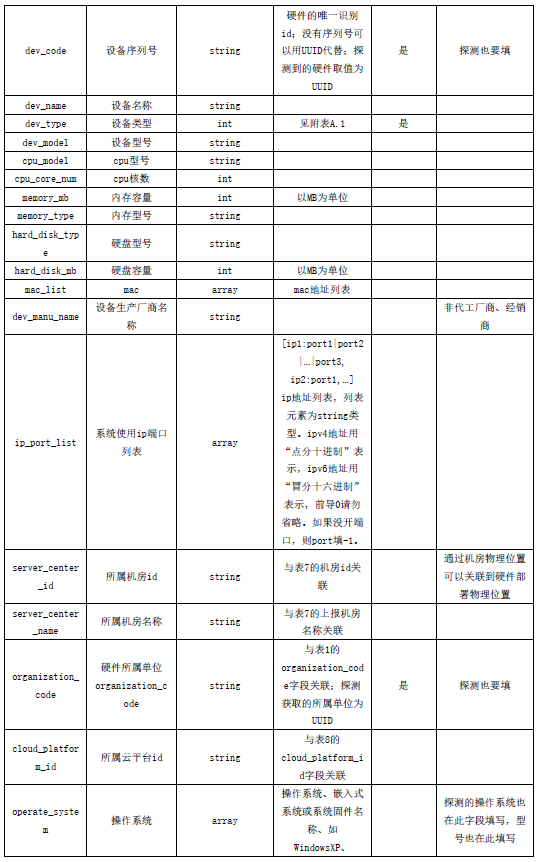 dev_code 设备序列号 string 硬件的唯一识别id；没有序列号可以用UUID代替；探测到的硬件取值为UUID 是 探测也要填
dev_name 设备名称 string
dev_type 设备类型 int 见附表A.1 是
dev_model 设备型号 string
cpu_model cpu型号 string
cpu_core_num cpu核数 int
memory_mb 内存容量 int 以MB为单位
memory_type 内存型号 string
hard_disk_type 硬盘型号 string
hard_disk_mb 硬盘容量 int 以MB为单位
mac_list mac array mac地址列表
dev_manu_name 设备生产厂商名称 string 非代工厂商、经销商
ip_port_list 系统使用ip端口列表 array [ip1:port1|port2|…|port3, ip2:port1,…] ip地址列表，列表元素为string类型。ipv4地址用“点分十进制”表示，ipv6地址用“冒分十六进制”表示，前导0请勿省略。如果没开端口，则port填-1。
server_center_id 所属机房id string 与表7的机房id关联 通过机房物理位置可以关联到硬件部署物理位置
server_center_name 所属机房名称 string 与表7的上报机房名称关联
organization_code 硬件所属单位organization_code string 与表1的organization_code字段关联；探测获取的所属单位为UUID 是 探测也要填
cloud_platform_id 所属云平台id string 与表8的cloud_platform_id字段关联
operate_system 操作系统 array 操作系统、嵌入式系统或系统固件名称、如WindowsXP、 探测的操作系统也在此字段填写，型号也在此填写